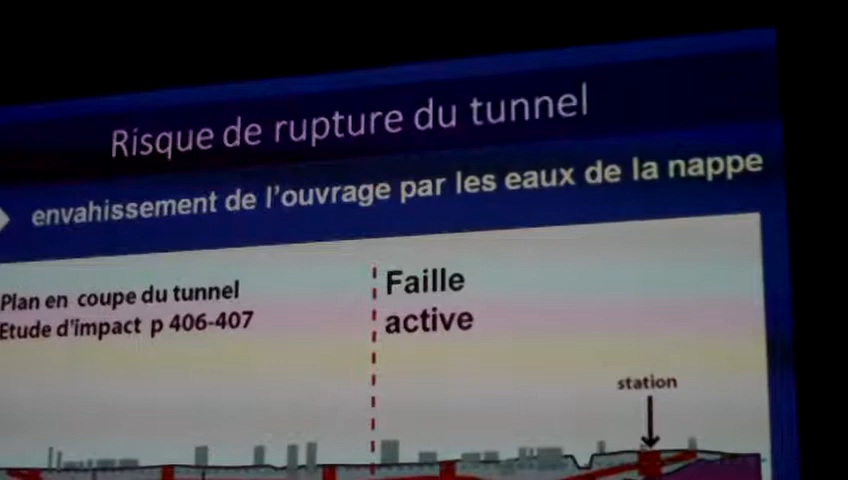 Risque de rupture du tunnel
envahissement de l'ouvrage par les eaux de la nappe
Plan en coupe du tunnel
Etude d'impact p 406-407
Faille
active
station